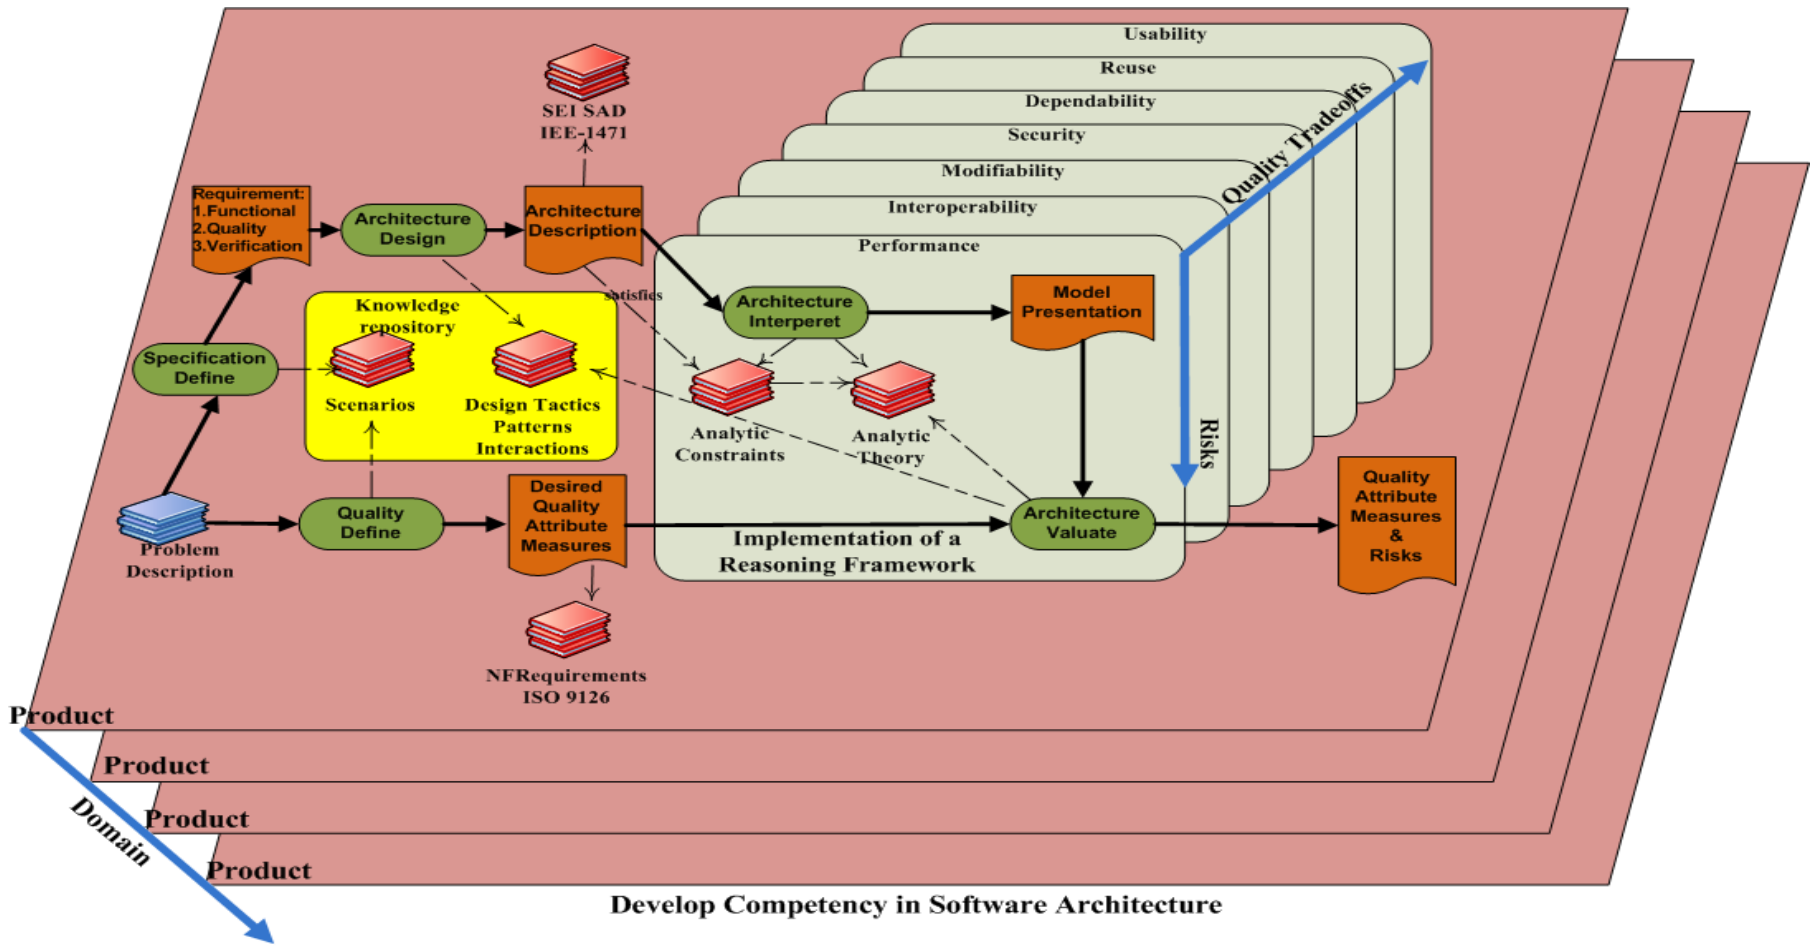 Usability
Reuse
Dependability
Security
Modifiability
Interoperability
Performance
Quality Tradeoffs
Risks
SEI SAD
IEE-1471
Requirement:
1.Functional
2.Quality
3.Verification
Architecture
Design
Architecture
Description
satisfies
Architecture
Interperet
Model
Presentation
Knowledge
repository
Specification
Define
Scenarios
Design Tactics
Patterns
Interactions
Analytic
Constraints
Analytic
Theory
Problem
Description
Quality
Define
Desired
Quality
Attribute
Measures
Implementation of a
Reasoning Framework
Architecture
Valuate
Quality
Attribute
Measures
&
Risks
NFRequirements
ISO 9126
Product
Product
Product
Product
Domain
Develop Competency in Software Architecture